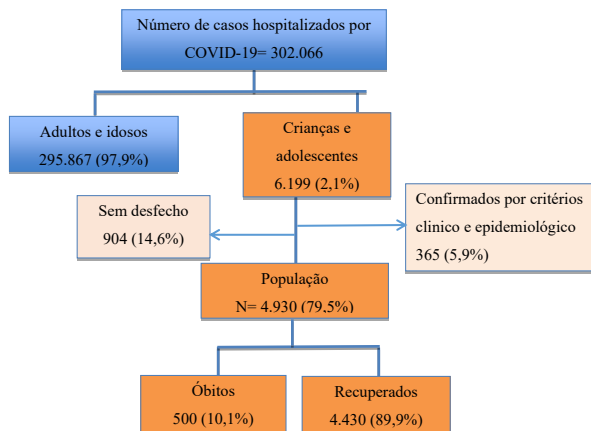 Número de casos hospitalizados por
COVID-19= 302.066
Adultos e idosos
295.867 (97,9%)
Crianças e
adolescentes
6.199 (2,1%)
Sem desfecho
904 (14,6%)
Confirmados por critérios
clinico e epidemiológico
365 (5,9%)
População
N= 4.930 (79,5%)
Óbitos
500 (10,1%)
Recuperados
4.430 (89,9%)